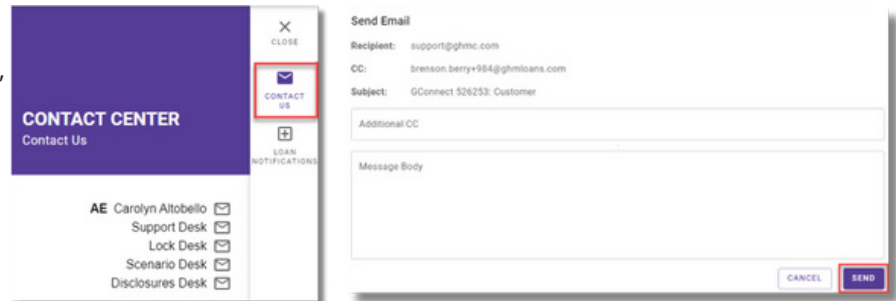 CLOSE
CONTACT
US
LOAN
NOTIFICATIONS
CONTACT CENTER
Contact Us
AE Carolyn Altobello
Support Desk
Lock Desk
Scenario Desk
Disclosures Desk
Send Email
Recipient: support@ghmc.com
CC: brenson.berry+984@ghmloans.com
Subject: GConnect 526253: Customer
Additional CC
Message Body
CANCEL
SEND